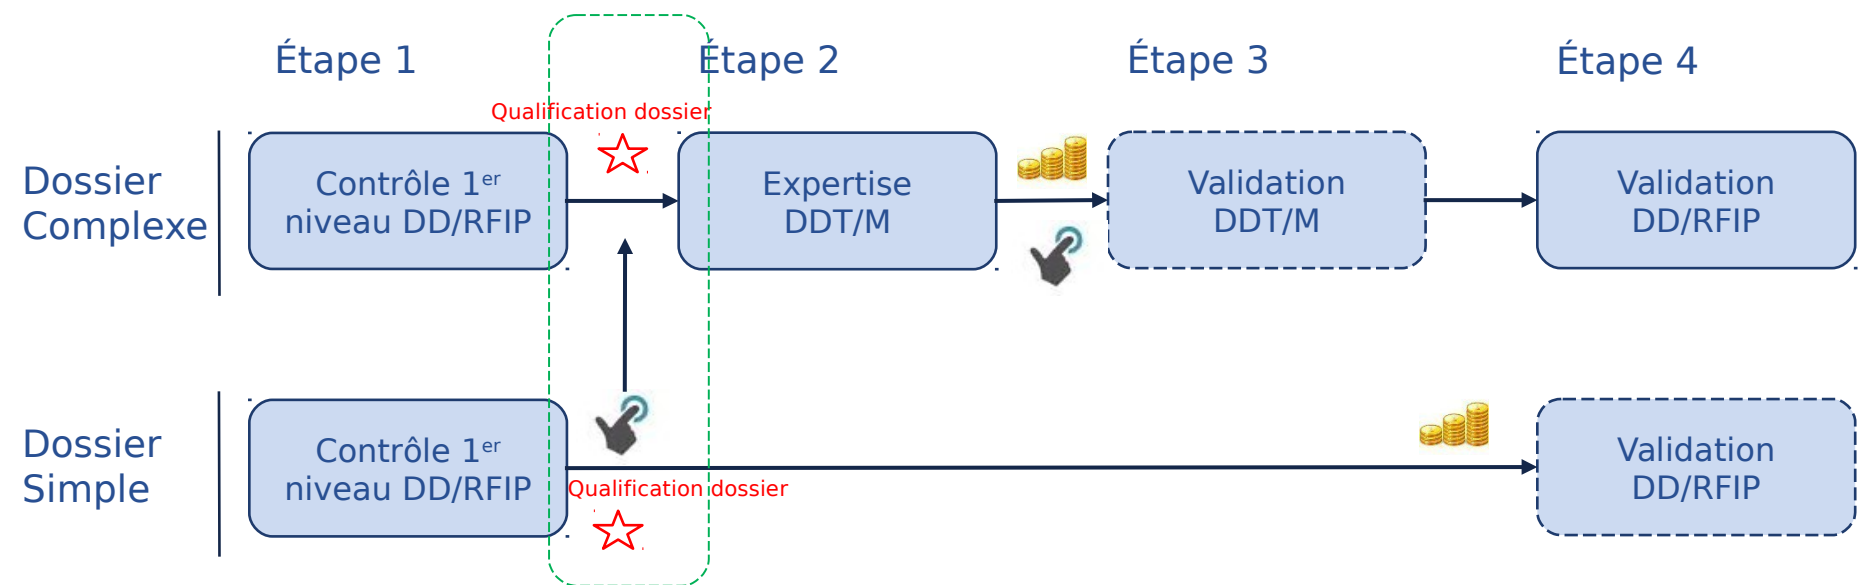 Étape 1
Étape 2
Étape 3
Étape 4
Qualification dossier
Dossier
Complexe
Contrôle 1er
niveau DD/RFIP
Expertise
DDT/M
Validation
DDT/M
Validation
DD/RFIP
Dossier
Simple
Contrôle 1er
niveau DD/RFIP
Qualification dossier
Validation
DD/RFIP